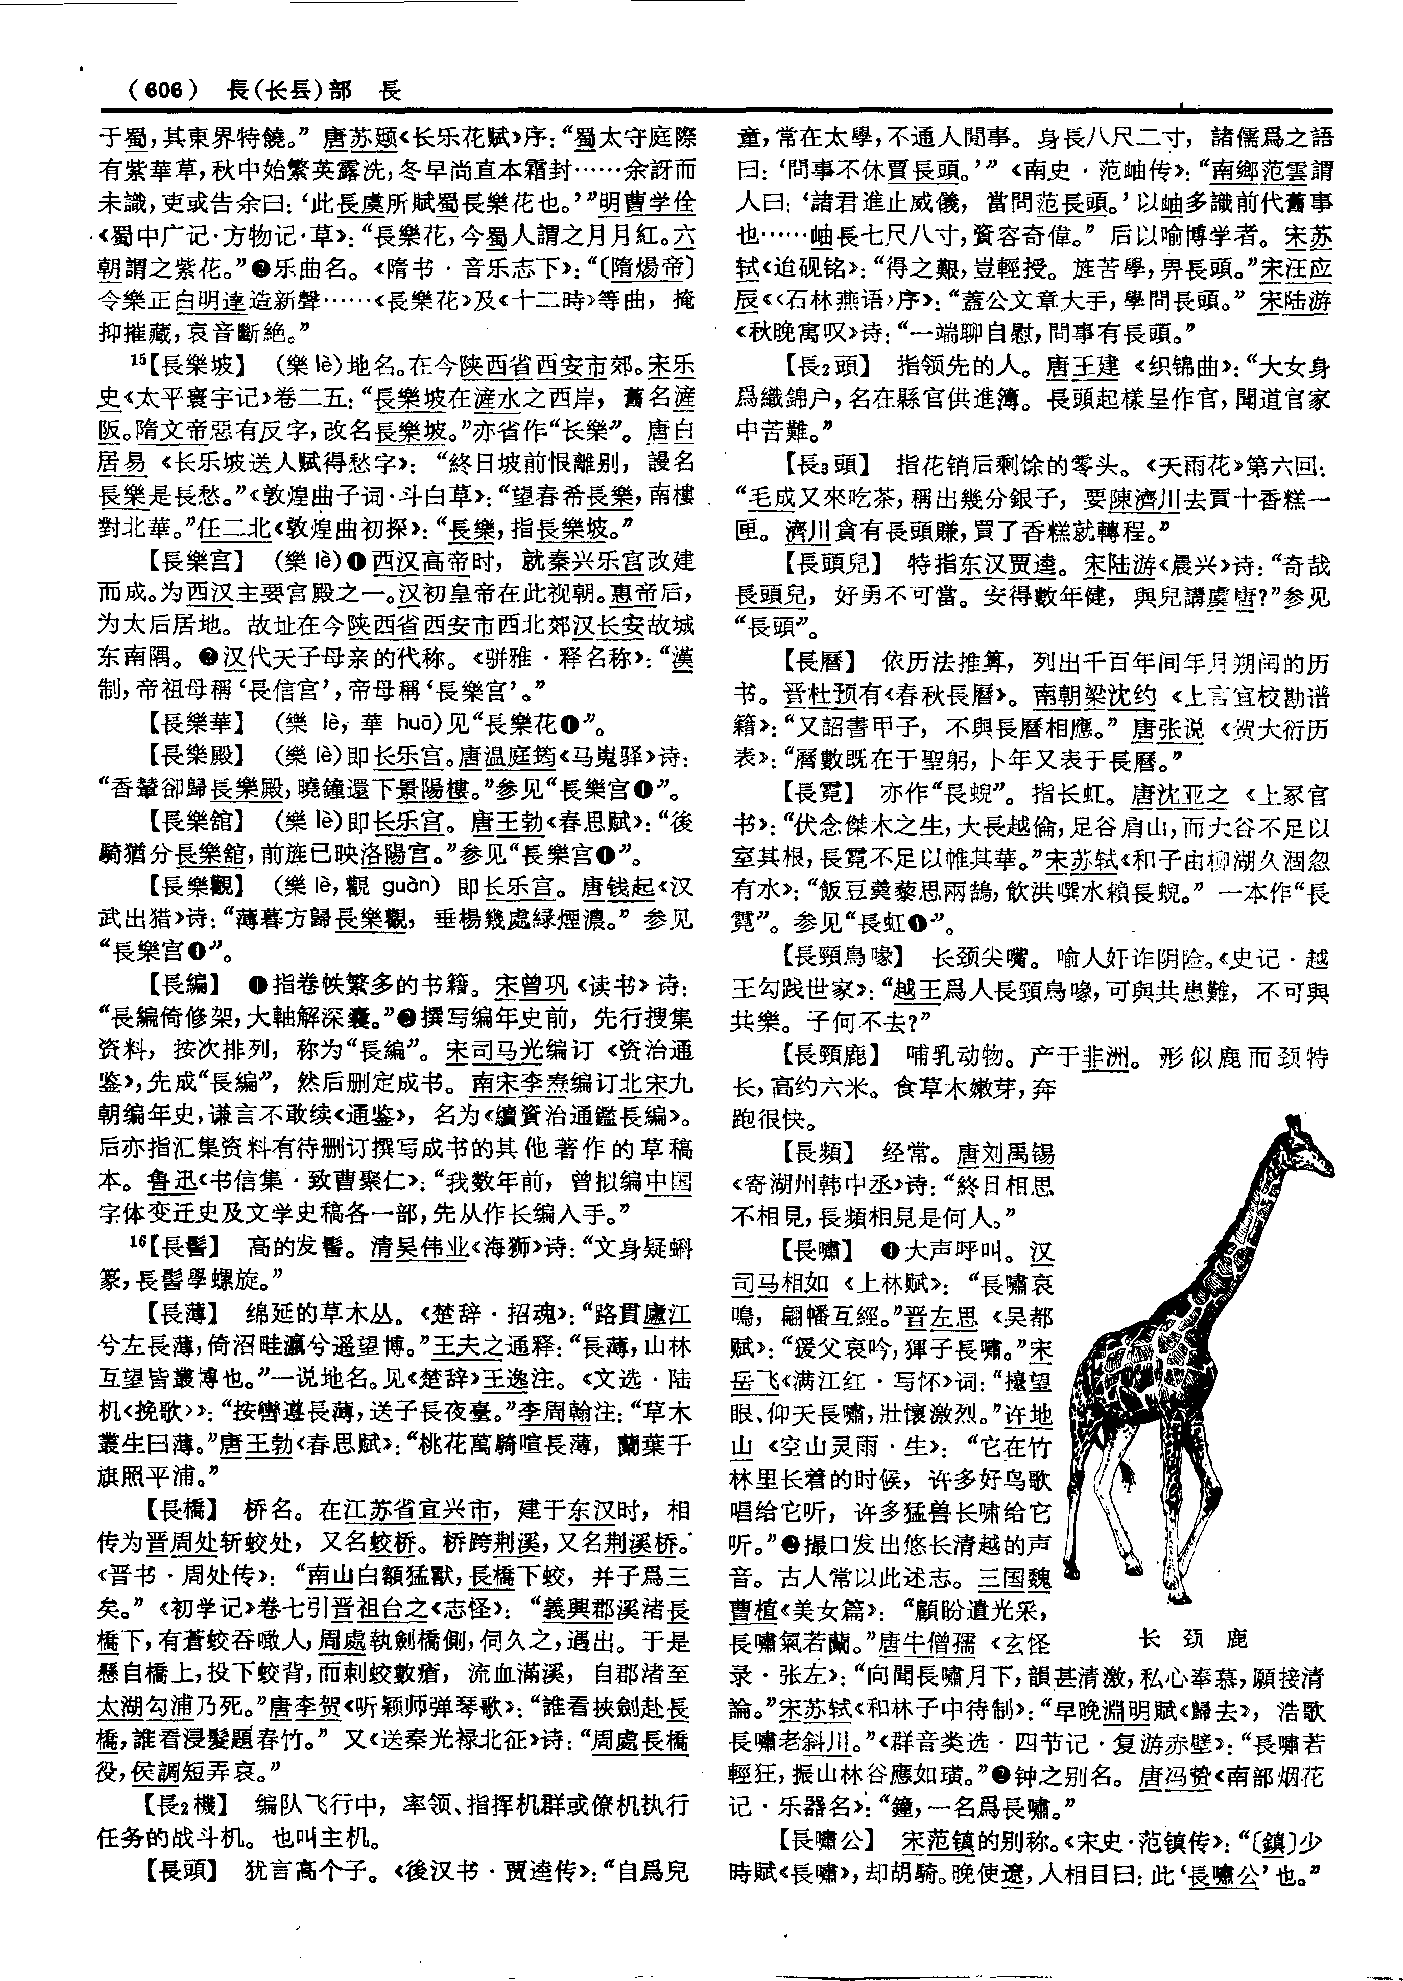 （606） 長（长镸）部 長
于蜀，其東界特饒。” 唐苏颋《长乐花赋》序：“蜀太守庭際
有紫華草，秋中始繁英露洗，冬早尚直本霜封……余訝而
未識，吏或告余曰：‘此長虞所賦蜀長樂花也。’”明曹学佺
《蜀中广记·方物记·草》：“長樂花，今蜀人謂之月月紅。六
朝謂之紫花。”❷乐曲名。《隋书·音乐志下》：“〔隋煬帝〕
令樂正白明達造新聲……《長樂花》及《十二時》等曲，掩
抑摧藏，哀音斷絶。”
15【長樂坡】 （樂 lè）地名。在今陕西省西安市郊。宋乐
史《太平寰宇记》卷二五：“長樂坡在滻水之西岸，舊名滻
阪。隋文帝惡有反字，改名長樂坡。”亦省作“长樂”。唐白
居易《长乐坡送人赋得愁字》：“終日坡前恨離别，謾名
長樂是長愁。”《敦煌曲子词·斗白草》：“望春希長樂，南樓
對北華。”任二北《敦煌曲初探》：“長樂，指長樂坡。”
【長樂宫】 （樂 lè）❶西汉高帝时，就秦兴乐宫改建
而成。为西汉主要宫殿之一。汉初皇帝在此视朝。惠帝后，
为太后居地。故址在今陕西省西安市西北郊汉长安故城
东南隅。❷汉代天子母亲的代称。《骈雅·释名称》：“漢
制，帝祖母稱‘長信宫’，帝母稱‘長樂宫’。”
【長樂華】 （樂 lè，華 huā）见“長樂花❶”。
【長樂殿】 （樂 lè）即长乐宫。唐温庭筠《马嵬驿》诗：
“香輦卻歸長樂殿，曉鐘還下景陽樓。”参见“長樂宫❶”。
【長樂舘】 （樂 lè）即长乐宫。唐王勃《春思赋》：“後
騎猶分長樂舘，前旌已映洛陽宫。”参见“長樂宫❶”。
【長樂觀】 （樂 lè，觀 guàn） 即长乐宫。唐钱起《汉
武出猎》诗：“薄暮方歸長樂觀，垂楊幾處緑煙濃。” 参见
“長樂宫❶”。
【長編】 ❶指卷帙繁多的书籍。宋曾巩《读书》诗：
“長編倚修架，大軸解深囊。”❷撰写编年史前，先行搜集
资料，按次排列，称为“長編”。宋司马光编订《资治通
鉴》，先成“長編”，然后删定成书。南宋李焘编订北宋九
朝编年史，谦言不敢续《通鉴》，名为《續資治通鑑長編》。
后亦指汇集资料有待删订撰写成书的其他著作的草稿
本。鲁迅《书信集·致曹聚仁》：“我数年前，曾拟编中国
字体变迁史及文学史稿各一部，先从作长编入手。”
16【長髻】 高的发髻。清吴伟业《海狮》诗：“文身疑蝌
篆，長髻學螺旋。”
【長薄】 绵延的草木丛。《楚辞·招魂》：“路貫廬江
兮左長薄，倚沼畦瀛兮遥望博。”王夫之通释：“長薄，山林
互望皆叢薄也。”一说地名。见《楚辞》王逸注。《文选·陆
机〈挽歌〉》：“按轡遵長薄，送子長夜臺。”李周翰注：“草木
叢生曰薄。”唐王勃《春思赋》：“桃花萬騎喧長薄，蘭葉千
旗照平浦。”
【長橋】 桥名。在江苏省宜兴市，建于东汉时，相
传为晋周处斩蛟处，又名蛟桥。桥跨荆溪，又名荆溪桥。
《晋书·周处传》：“南山白額猛獸，長橋下蛟，并子爲三
矣。”《初学记》卷七引晋祖台之《志怪》：“義興郡溪渚長
橋下，有蒼蛟吞噉人，周處執劍橋側，伺久之，遇出。于是
懸自橋上，投下蛟背，而刺蛟數瘡，流血滿溪，自郡渚至
太湖勾浦乃死。”唐李贺《听颖师弹琴歌》：“誰看挾劍赴長
橋，誰看浸髮題春竹。” 又《送秦光禄北征》诗：“周處長橋
役，侯調短弄哀。”
【長2機】 编队飞行中，率领、指挥机群或僚机执行
任务的战斗机。也叫主机。
【長頭】 犹言高个子。《後汉书·贾逵传》：“自爲兒
童，常在太學，不通人閒事。身長八尺二寸，諸儒爲之語
曰：‘問事不休賈長頭。’” 《南史·范岫传》：“南鄉范雲謂
人曰：‘諸君進止威儀，當問范長頭。’以岫多識前代舊事
也……岫長七尺八寸，資容奇偉。” 后以喻博学者。宋苏
轼《迨砚铭》：“得之艱，豈輕授。旌苦學，畀長頭。”宋汪应
辰《〈石林燕语〉序》：“蓋公文章大手，學問長頭。” 宋陆游
《秋晚寓叹》诗：“一端聊自慰，問事有長頭。”
【長2頭】 指领先的人。唐王建《织锦曲》：“大女身
爲織錦户，名在縣官供進簿。長頭起樣呈作官，聞道官家
中苦難。”
【長3頭】 指花销后剩馀的零头。《天雨花》第六回：
“毛成又來吃茶，稱出幾分銀子，要陳濟川去買十香糕一
匣。濟川貪有長頭賺，買了香糕就轉程。”
【長頭兒】 特指东汉贾逵。宋陆游《晨兴》诗：“奇哉
長頭兒，好勇不可當。安得數年健，與兒講虞唐？”参见
“長頭”。
【長曆】 依历法推算，列出千百年间年月朔闰的历
书。晋杜预有《春秋長曆》。南朝梁沈约《上言宜校勘谱
籍》：“又詔書甲子，不與長曆相應。” 唐张说《贺大衍历
表》：“曆數既在于聖躬，卜年又表于長曆。”
【長霓】 亦作“長蜺”。指长虹。唐沈亚之《上冢官
书》：“伏念傑木之生，大長越倫，足谷肩山，而大谷不足以
室其根，長霓不足以帷其華。”宋苏轼《和子由柳湖久涸忽
有水》：“飯豆羹藜思兩鵠，飲洪噀水賴長蜺。” 一本作“長
霓”。参见“長虹❶”。
【長頸鳥喙】 长颈尖嘴。喻人奸诈阴险。《史记·越
王勾践世家》：“越王爲人長頸鳥喙，可與共患難，不可與
共樂。子何不去？”
【長頸鹿】 哺乳动物。产于非洲。形似鹿而颈特
长，高约六米。食草木嫩芽，奔
跑很快。
【長頻】 经常。唐刘禹锡
《寄湖州韩中丞》诗：“終日相思
不相見，長頻相見是何人。”
【長嘯】 ❶大声呼叫。汉
司马相如《上林赋》：“長嘯哀
鳴，翩幡互經。”晋左思《吴都
赋》：“猨父哀吟，獋子長嘯。”宋
岳飞《满江红·写怀》词：“擡望
眼、仰天長嘯，壯懷激烈。”许地
山《空山灵雨·生》：“它在竹
林里长着的时候，许多好鸟歌
唱给它听，许多猛兽长啸给它
听。”❷撮口发出悠长清越的声
音。古人常以此述志。三国魏
曹植《美女篇》：“顧盼遺光采，
長嘯氣若蘭。”唐牛僧孺《玄怪
长颈鹿
录·张左》：“向聞長嘯月下，韻甚清激，私心奉慕，願接清
論。”宋苏轼《和林子中待制》：“早晚淵明賦《歸去》，浩歌
長嘯老斜川。”《群音类选·四节记·复游赤壁》：“長嘯若
輕狂，振山林谷應如璜。”❷钟之别名。唐冯贽《南部烟花
记·乐器名》：“鐘，一名爲長嘯。”
【長嘯公】 宋范镇的别称。《宋史·范镇传》：“〔鎮〕少
時賦《長嘯》，却胡騎。晚使遼，人相目曰：此‘長嘯公’也。”